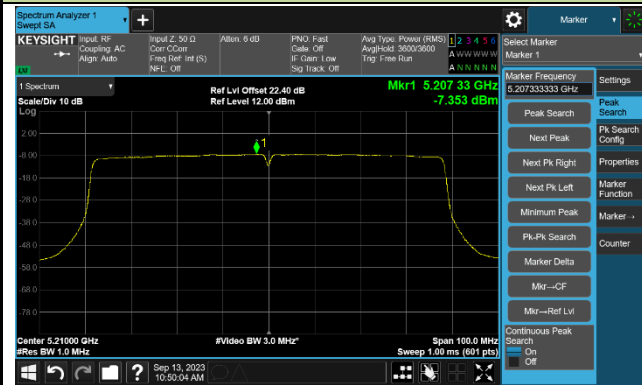 Spectrum Analyzer 1
Swept SA
Marker
KEYSIGHT
Input: RF
Coupling: AC
Align: Auto
Input Z: 50 Ω
Corr CCorr
Freq Ref: Int (S)
NFE: Off
Atten: 6 dB
PNO: Fast
Gate: Off
IF Gain: Low
Sig Track: Off
Avg Type: Power (RMS)
Avg|Hold: 3600/3600
Trig: Free Run
1 2 3 4 5 6
A W W W W W
A N N N N N
LXI
Select Marker
Marker 1
1 Spectrum
Scale/Div 10 dB
Log
Ref Lvl Offset 22.40 dB
Ref Level 12.00 dBm
Mkr1 5.207 33 GHz
-7.353 dBm
Marker Frequency
5.207333333 GHz
Settings
Peak Search
Next Peak
Next Pk Right
Next Pk Left
Minimum Peak
Pk-Pk Search
Marker Delta
Mkr→CF
Mkr→Ref Lvl
Continuous Peak
Search
On
Off
Peak
Search
Pk Search
Config
Properties
Marker
Function
Marker→
Counter
2.00
-8.00
-18.0
-28.0
-38.0
-48.0
-58.0
-68.0
-78.0
1
Center 5.21000 GHz
#Res BW 1.0 MHz
#Video BW 3.0 MHz*
Span 100.0 MHz
Sweep 1.00 ms (601 pts)
Sep 13, 2023
10:50:04 AM